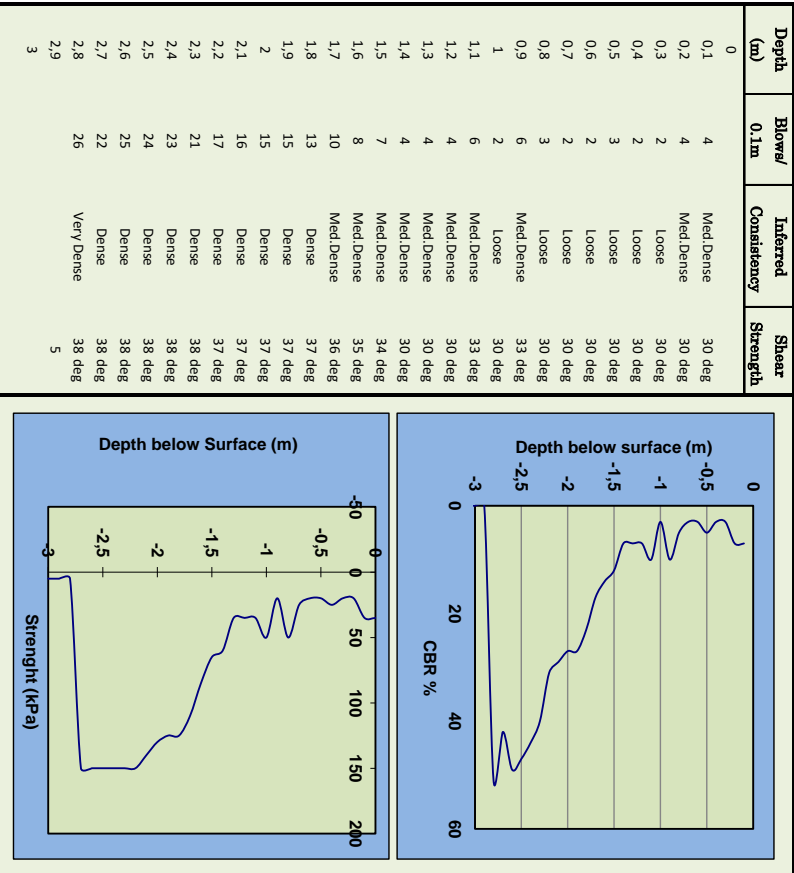 Depth (m) Blows/ 0.1m Inferred Consistency Shear Strength
0
0,1 4 Med.Dense 30 deg
0,2 4 Med.Dense 30 deg
0,3 2 Loose 30 deg
0,4 2 Loose 30 deg
0,5 3 Loose 30 deg
0,6 2 Loose 30 deg
0,7 2 Loose 30 deg
0,8 3 Loose 30 deg
0,9 6 Med.Dense 33 deg
1 2 Loose 30 deg
1,1 6 Med.Dense 33 deg
1,2 4 Med.Dense 30 deg
1,3 4 Med.Dense 30 deg
1,4 4 Med.Dense 30 deg
1,5 7 Med.Dense 34 deg
1,6 8 Med.Dense 35 deg
1,7 10 Med.Dense 36 deg
1,8 13 Dense 37 deg
1,9 15 Dense 37 deg
2 15 Dense 37 deg
2,1 16 Dense 37 deg
2,2 17 Dense 37 deg
2,3 21 Dense 38 deg
2,4 23 Dense 38 deg
2,5 24 Dense 38 deg
2,6 25 Dense 38 deg
2,7 22 Dense 38 deg
2,8 26 Very Dense 38 deg
2,9 5
3
Depth below surface (m)
-3 -2,5 -2 -1,5 -1 -0,5 0
0 20 40 60
CBR %
Depth below Surface (m)
-3 -2,5 -2 -1,5 -1 -0,5 0
-50 0 50 100 150 200
Strenght (kPa)